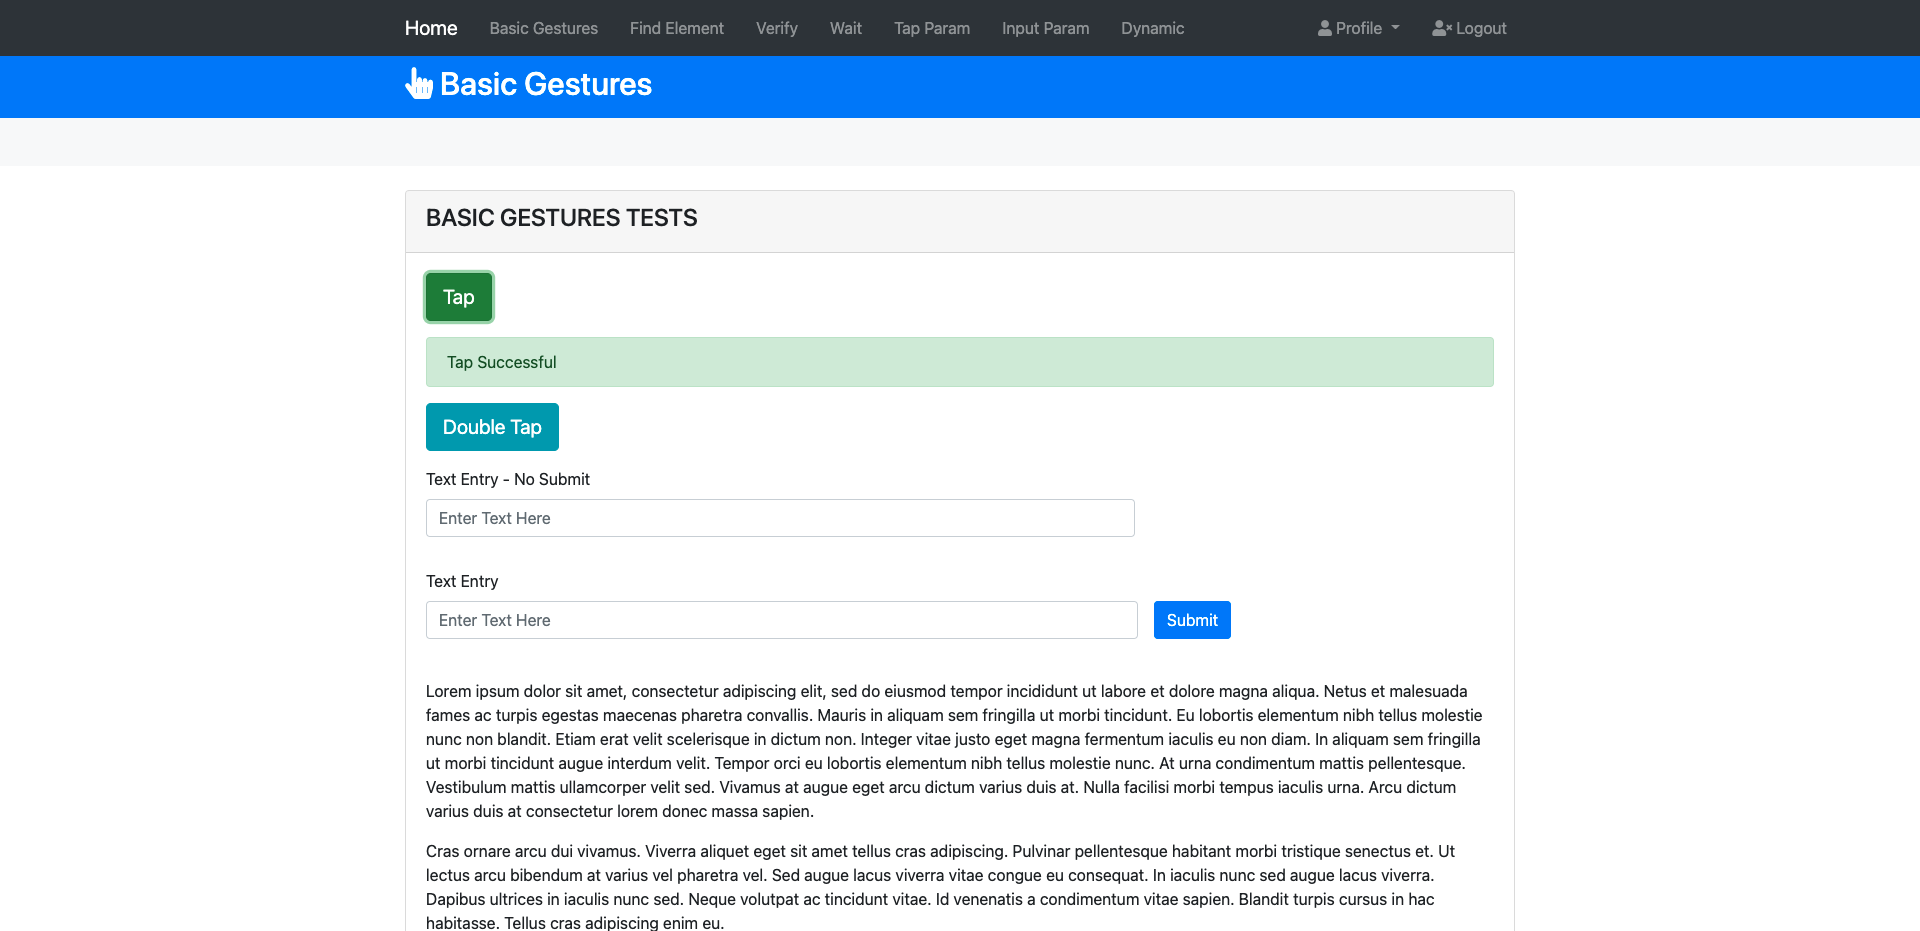 Home Basic Gestures Find Element Verify Wait Tap Param Input Param Dynamic Profile Logout
Basic Gestures
BASIC GESTURES TESTS
Tap
Tap Successful
Double Tap
Text Entry - No Submit
Enter Text Here
Text Entry
Enter Text Here Submit
Lorem ipsum dolor sit amet, consectetur adipiscing elit, sed do eiusmod tempor incididunt ut labore et dolore magna aliqua. Netus et malesuada
fames ac turpis egestas maecenas pharetra convallis. Mauris in aliquam sem fringilla ut morbi tincidunt. Eu lobortis elementum nibh tellus molestie
nunc non blandit. Etiam erat velit scelerisque in dictum non. Integer vitae justo eget magna fermentum iaculis eu non diam. In aliquam sem fringilla
ut morbi tincidunt augue interdum velit. Tempor orci eu lobortis elementum nibh tellus molestie nunc. At urna condimentum mattis pellentesque.
Vestibulum mattis ullamcorper velit sed. Vivamus at augue eget arcu dictum varius duis at. Nulla facilisi morbi tempus iaculis urna. Arcu dictum
varius duis at consectetur lorem donec massa sapien.
Cras ornare arcu dui vivamus. Viverra aliquet eget sit amet tellus cras adipiscing. Pulvinar pellentesque habitant morbi tristique senectus et. Ut
lectus arcu bibendum at varius vel pharetra vel. Sed augue lacus viverra vitae congue eu consequat. In iaculis nunc sed augue lacus viverra.
Dapibus ultrices in iaculis nunc sed. Neque volutpat ac tincidunt vitae. Id venenatis a condimentum vitae sapien. Blandit turpis cursus in hac
habitasse. Tellus cras adipiscing enim eu.